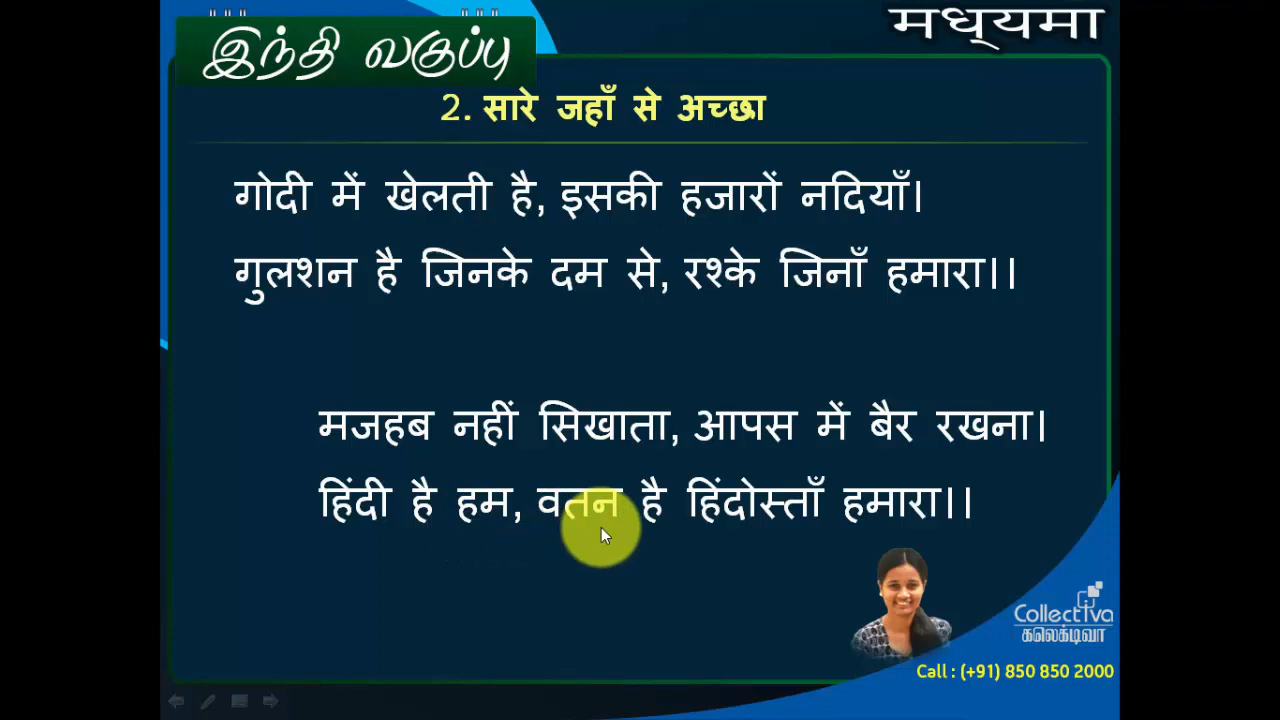 मध्यमा
இந்தி வகுப்பு
2. सारे जहाँ से अच्छा
गोदी में खेलती है, इसकी हजारों नदियाँ।
गुलशन है जिनके दम से, रश्के जिनाँ हमारा।।
मजहब नहीं सिखाता, आपस में बैर रखना।
हिंदी है हम, वतन है हिंदोस्ताँ हमारा।।
Collectiva
கலெக்டிவா
Call : (+91) 850 850 2000